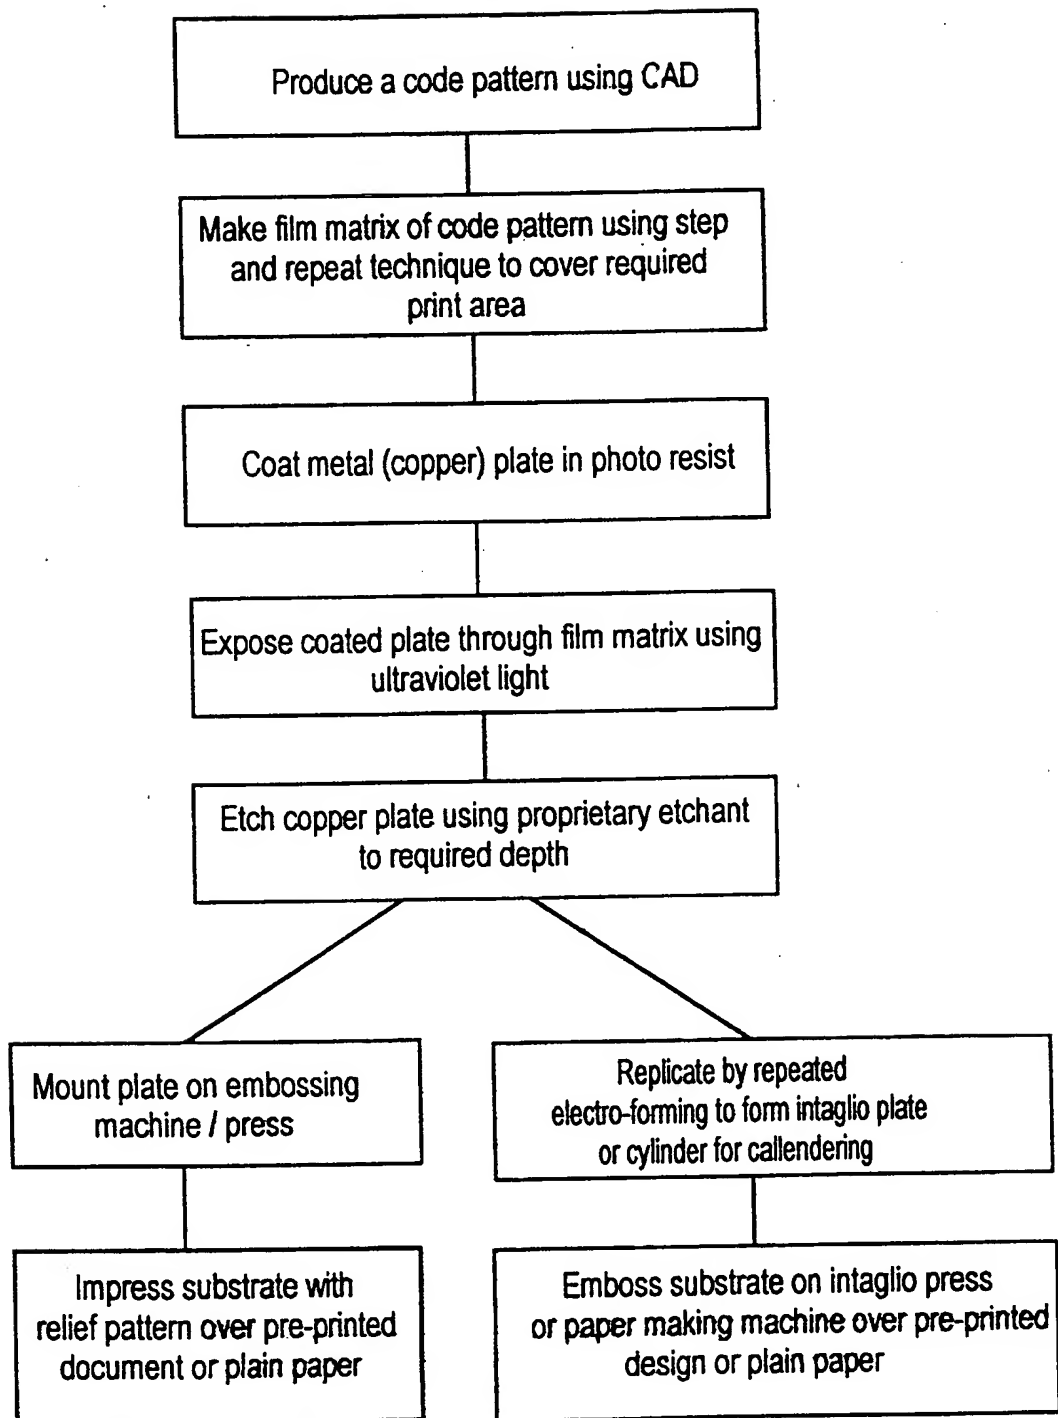 Produce a code pattern using CAD
Make film matrix of code pattern using step
and repeat technique to cover required
print area
Coat metal (copper) plate in photo resist
Expose coated plate through film matrix using
ultraviolet light
Etch copper plate using proprietary etchant
to required depth
Mount plate on embossing
machine / press
Replicate by repeated
electro-forming to form intaglio plate
or cylinder for callendering
Impress substrate with
relief pattern over pre-printed
document or plain paper
Emboss substrate on intaglio press
or paper making machine over pre-printed
design or plain paper